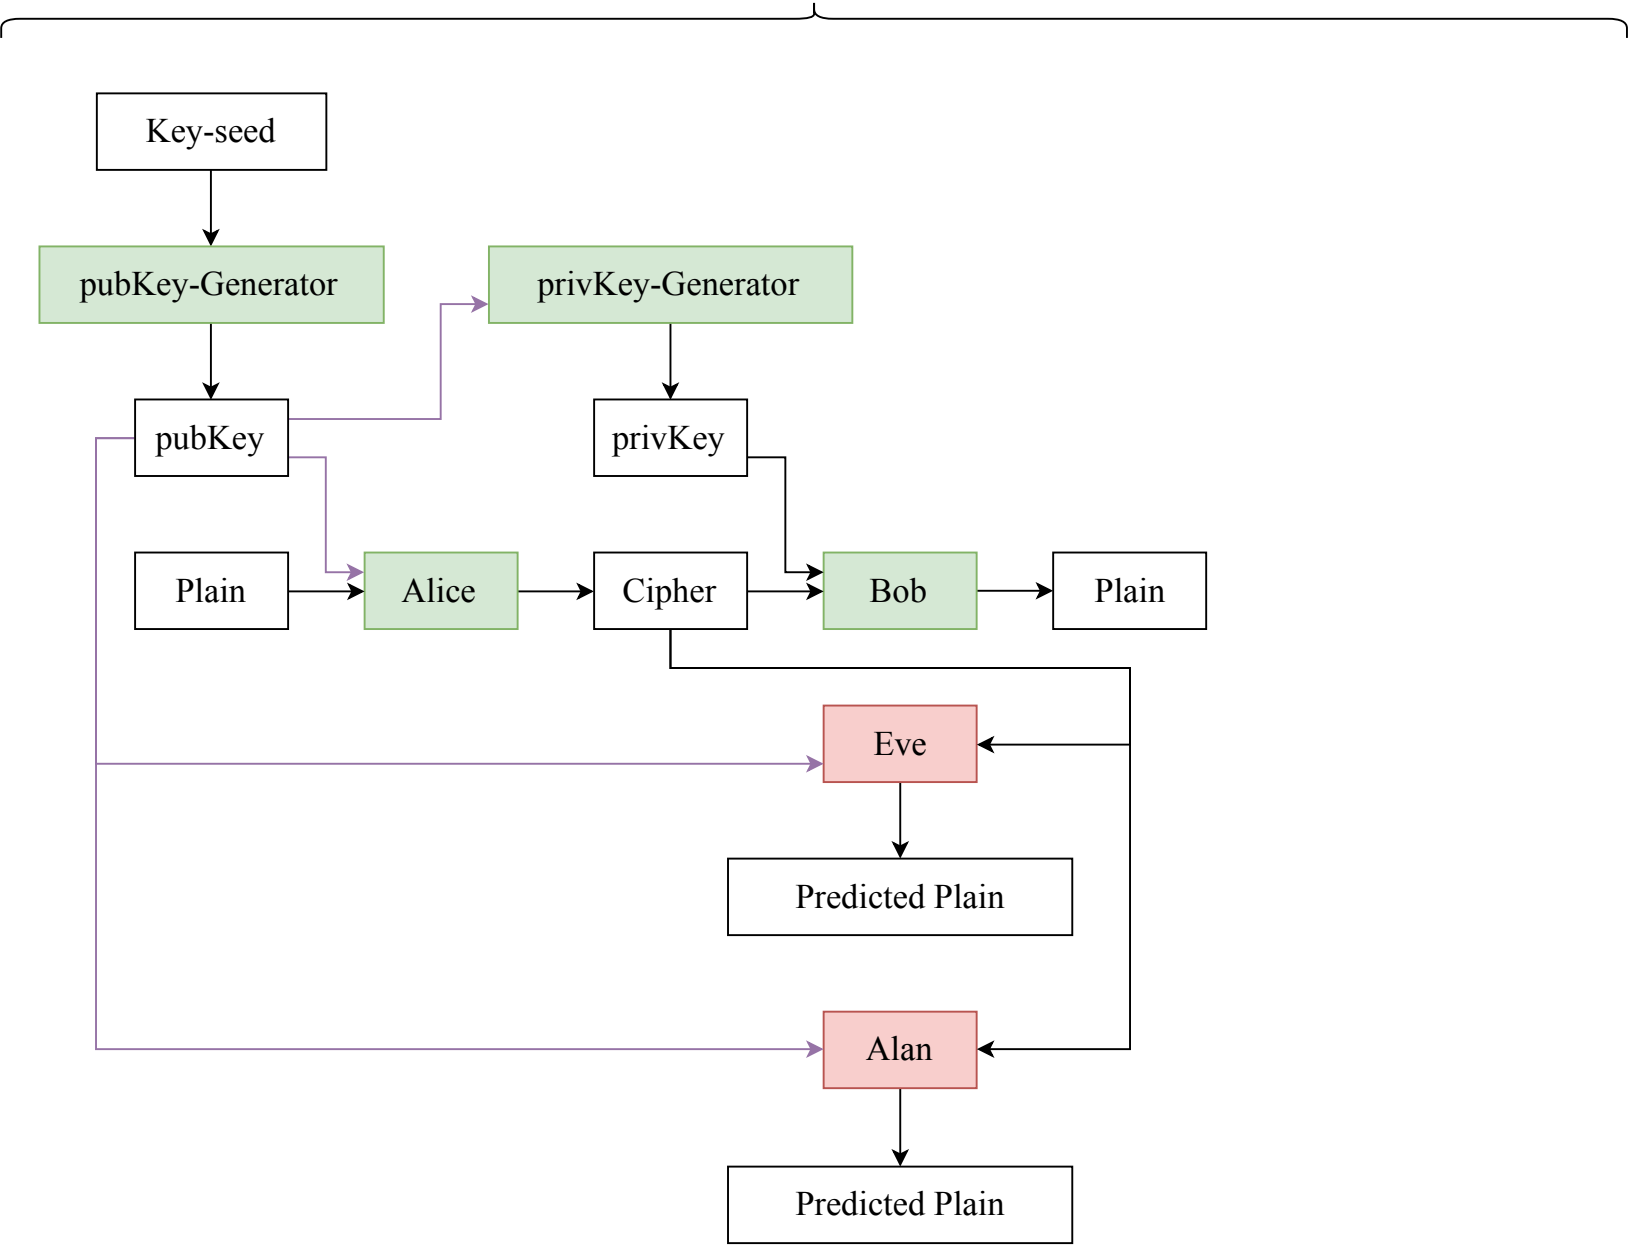 Key-seed
pubKey-Generator
privKey-Generator
pubKey
privKey
Plain
Alice
Cipher
Bob
Plain
Eve
Predicted Plain
Alan
Predicted Plain